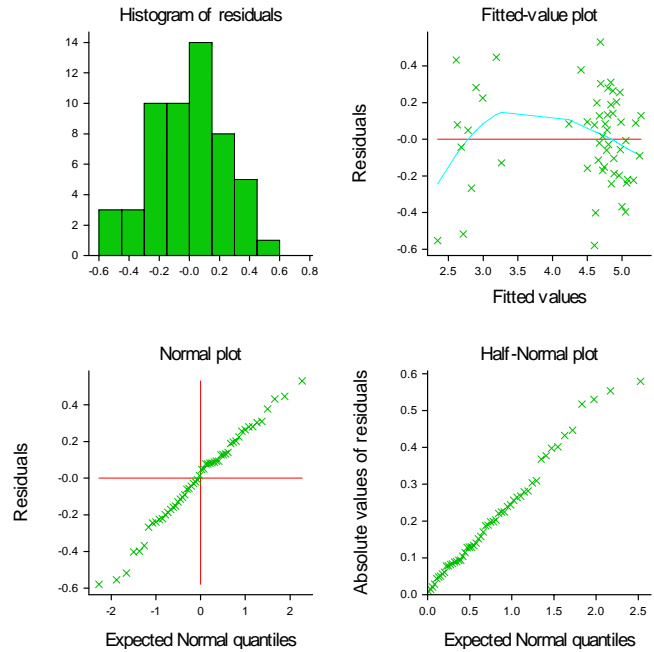 Histogram of residuals
14
12
10
8
6
4
2
0
-0.6 -0.4 -0.2 -0.0 0.2 0.4 0.6 0.8
Fitted-value plot
Residuals
0.4
0.2
-0.0
-0.2
-0.4
-0.6
2.5 3.0 3.5 4.0 4.5 5.0
Fitted values
Normal plot
Residuals
0.4
0.2
-0.0
-0.2
-0.4
-0.6
-2 -1 0 1 2
Expected Normal quantiles
Half-Normal plot
Absolute values of residuals
0.6
0.5
0.4
0.3
0.2
0.1
0.0
0.0 0.5 1.0 1.5 2.0 2.5
Expected Normal quantiles